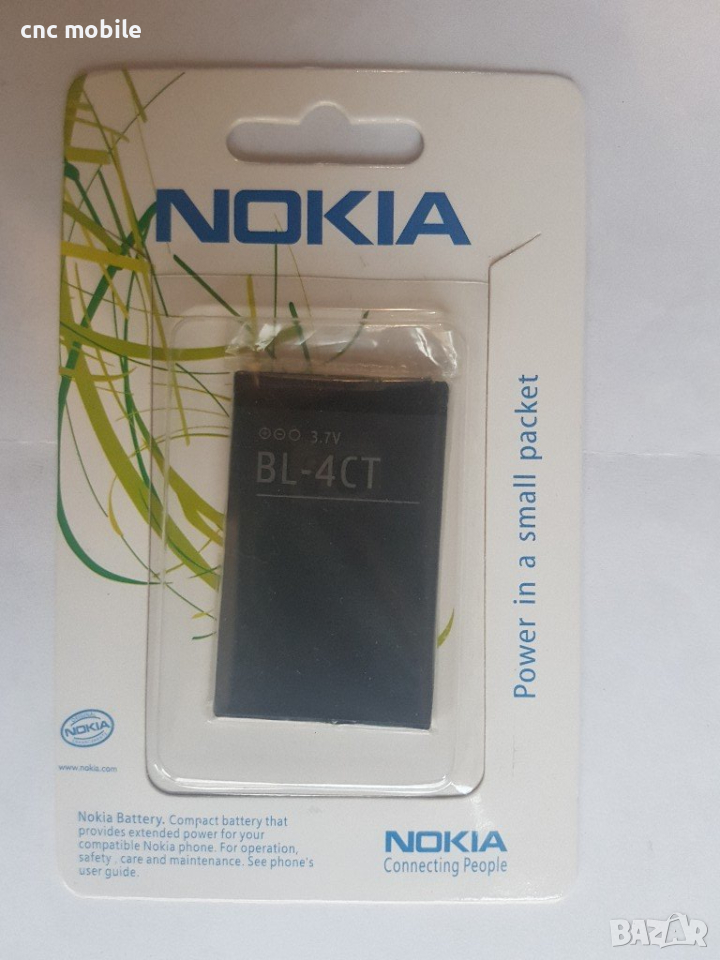 cnc mobile
NOKIA
3.7V
BL-4CT
Power in a small packet
NOKIA
www.nokia.com
Nokia Battery. Compact battery that
provides extended power for your
compatible Nokia phone. For operation,
safety , care and maintenance. See phone's
user guide.
NOKIA
Connecting People
BAZAR